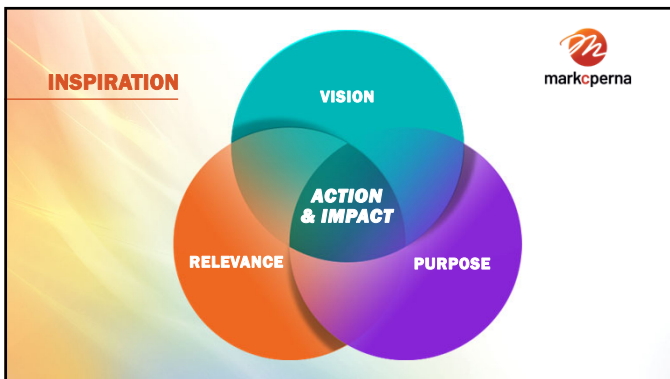 INSPIRATION
markcperna
VISION
ACTION
& IMPACT
RELEVANCE
PURPOSE